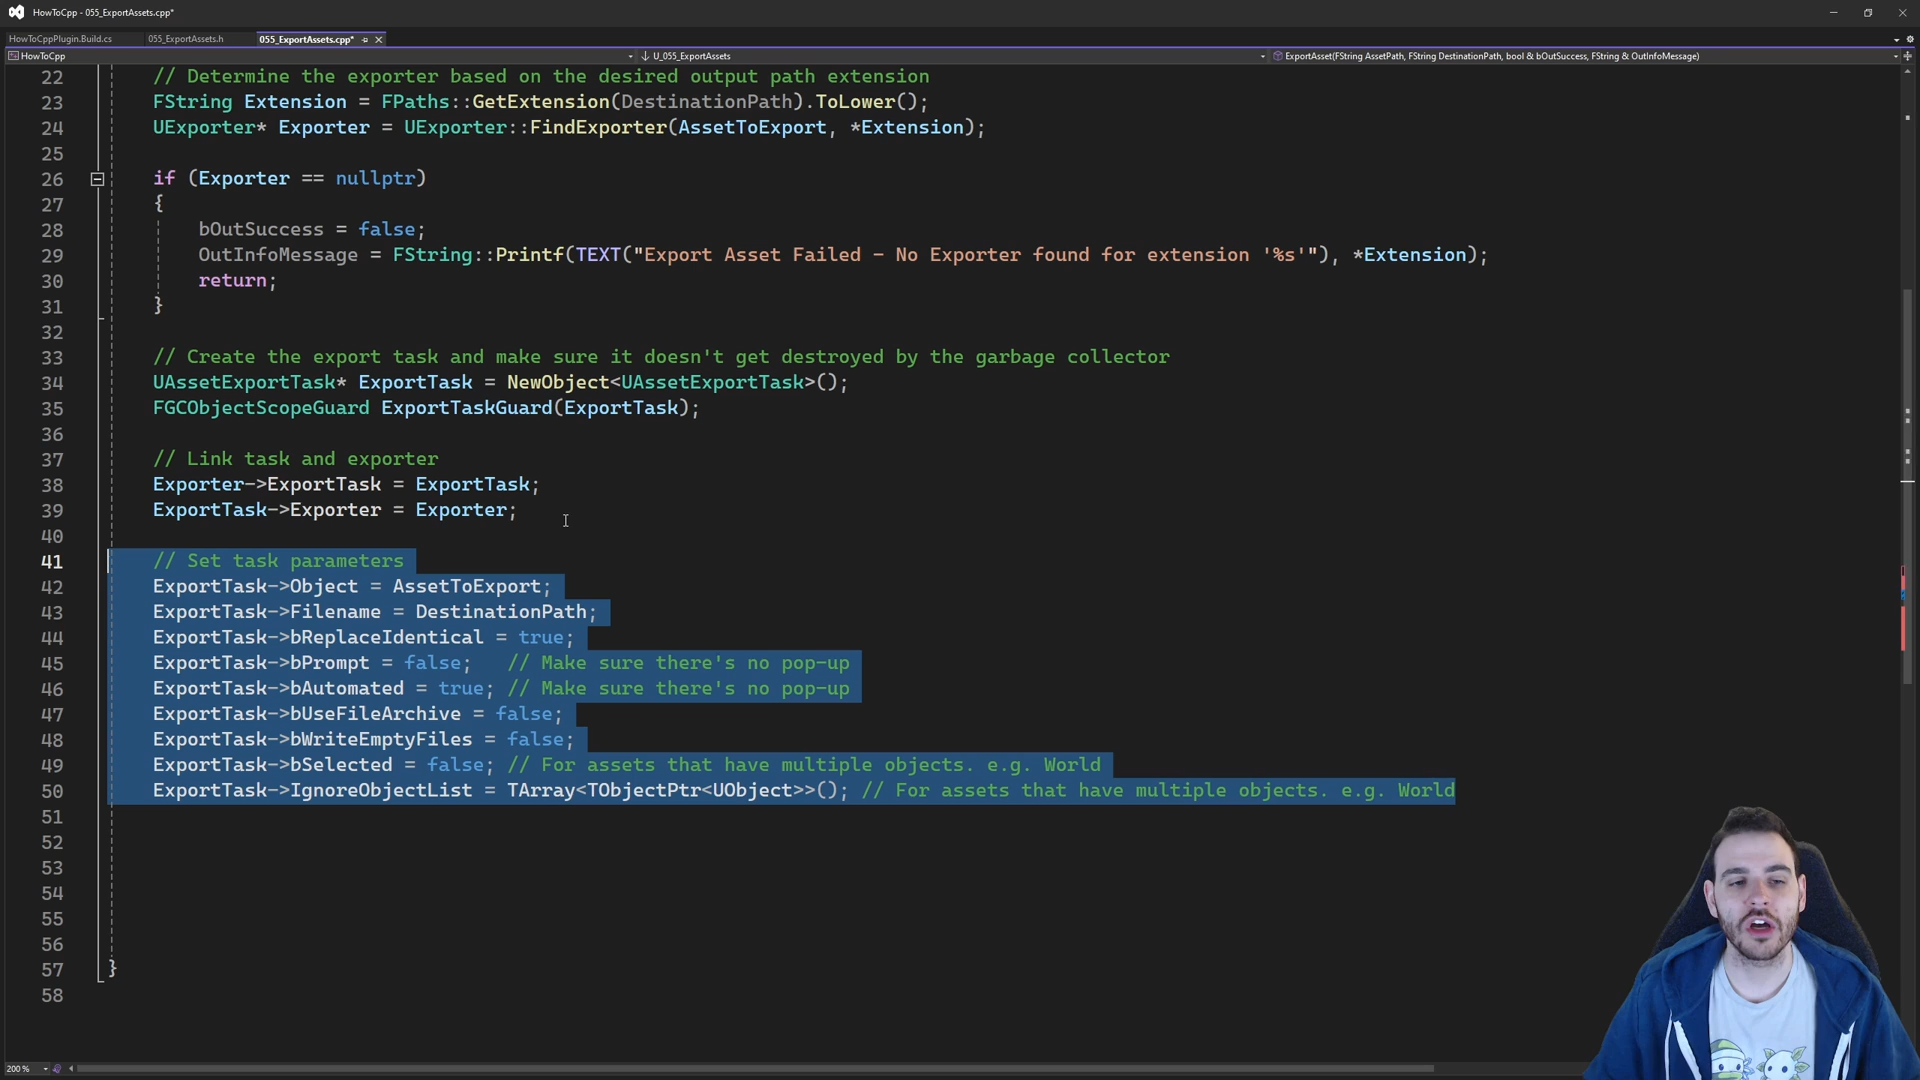 HowToCpp - 055_ExportAssets.cpp*
HowToCppPlugin.Build.cs
055_ExportAssets.h
055_ExportAssets.cpp*
HowToCpp
U_055_ExportAssets
ExportAsset(FString AssetPath, FString DestinationPath, bool & bOutSuccess, FString & OutInfoMessage)
22 // Determine the exporter based on the desired output path extension
23 FString Extension = FPaths::GetExtension(DestinationPath).ToLower();
24 UExporter* Exporter = UExporter::FindExporter(AssetToExport, *Extension);
25
26 if (Exporter == nullptr)
27 {
28 bOutSuccess = false;
29 OutInfoMessage = FString::Printf(TEXT("Export Asset Failed - No Exporter found for extension '%s'"), *Extension);
30 return;
31 }
32
33 // Create the export task and make sure it doesn't get destroyed by the garbage collector
34 UAssetExportTask* ExportTask = NewObject<UAssetExportTask>();
35 FGCObjectScopeGuard ExportTaskGuard(ExportTask);
36
37 // Link task and exporter
38 Exporter->ExportTask = ExportTask;
39 ExportTask->Exporter = Exporter;
40
41 // Set task parameters
42 ExportTask->Object = AssetToExport;
43 ExportTask->Filename = DestinationPath;
44 ExportTask->bReplaceIdentical = true;
45 ExportTask->bPrompt = false; // Make sure there's no pop-up
46 ExportTask->bAutomated = true; // Make sure there's no pop-up
47 ExportTask->bUseFileArchive = false;
48 ExportTask->bWriteEmptyFiles = false;
49 ExportTask->bSelected = false; // For assets that have multiple objects. e.g. World
50 ExportTask->IgnoreObjectList = TArray<TObjectPtr<UObject>>(); // For assets that have multiple objects. e.g. World
51
52
53
54
55
56
57 }
58
200 %